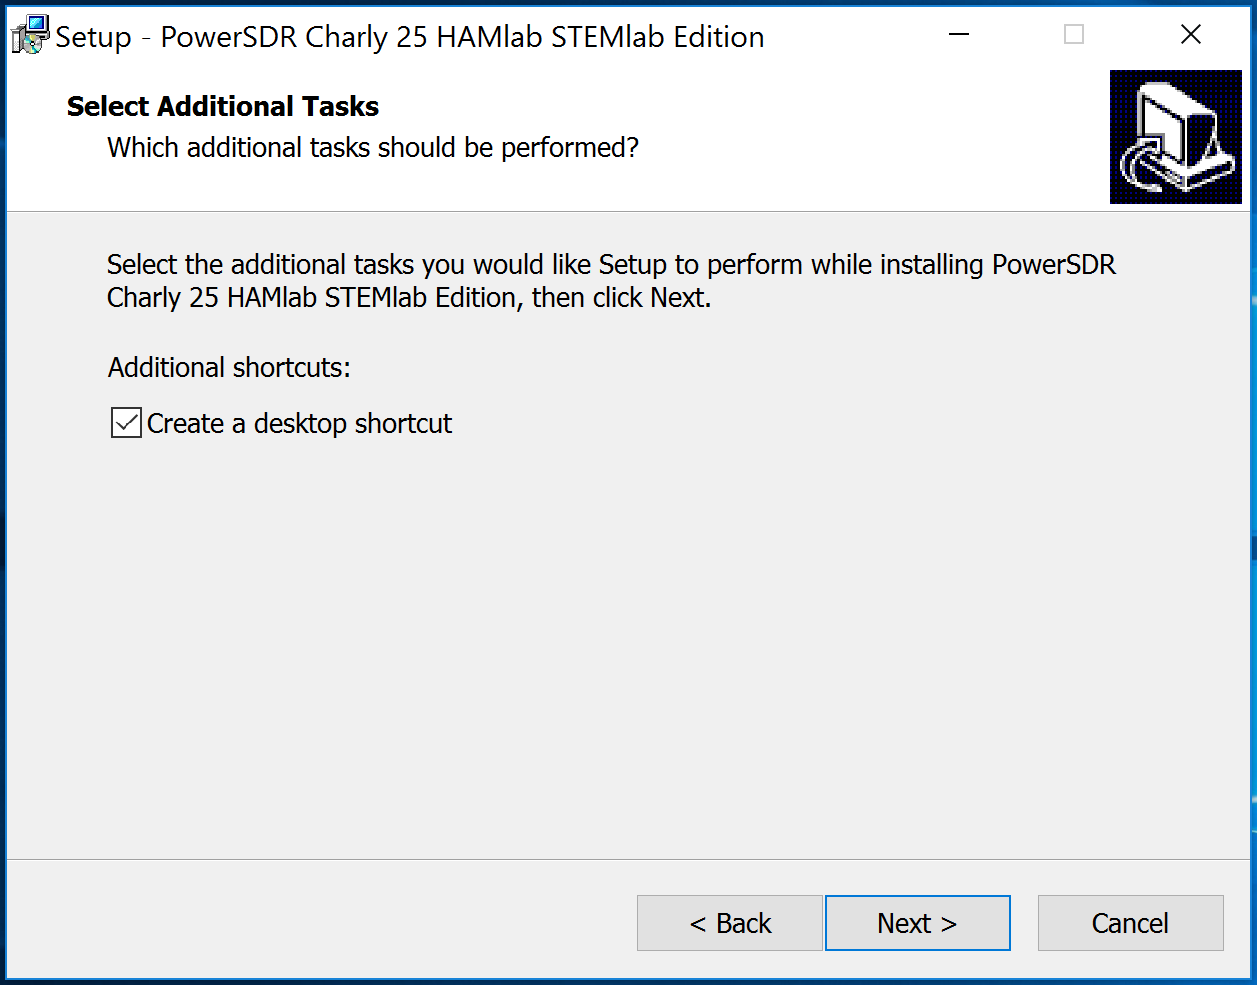 Setup - PowerSDR Charly 25 HAMlab STEMlab Edition
Select Additional Tasks
Which additional tasks should be performed?
Select the additional tasks you would like Setup to perform while installing PowerSDR
Charly 25 HAMlab STEMlab Edition, then click Next.
Additional shortcuts:
Create a desktop shortcut
< Back
Next >
Cancel